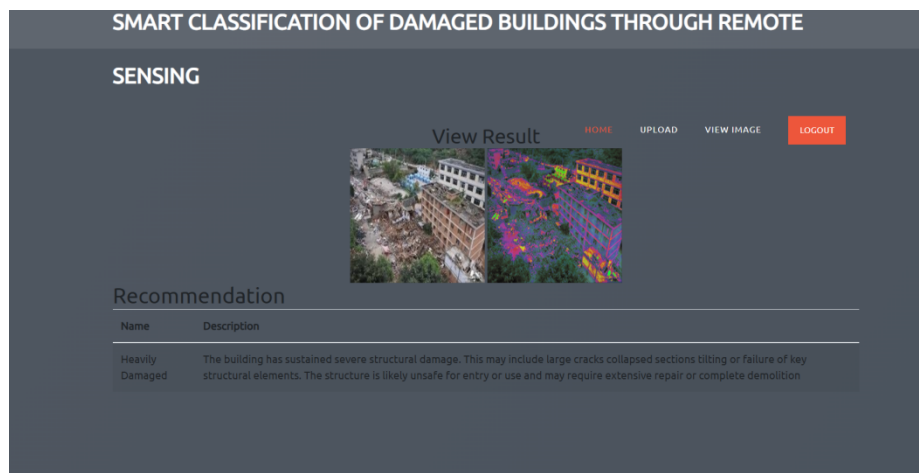 SMART CLASSIFICATION OF DAMAGED BUILDINGS THROUGH REMOTE
SENSING
HOME UPLOAD VIEW IMAGE LOGOUT
View Result
Recommendation
Name Description
Heavily Damaged
The building has sustained severe structural damage. This may include large cracks collapsed sections tilting or failure of key
structural elements. The structure is likely unsafe for entry or use and may require extensive repair or complete demolition